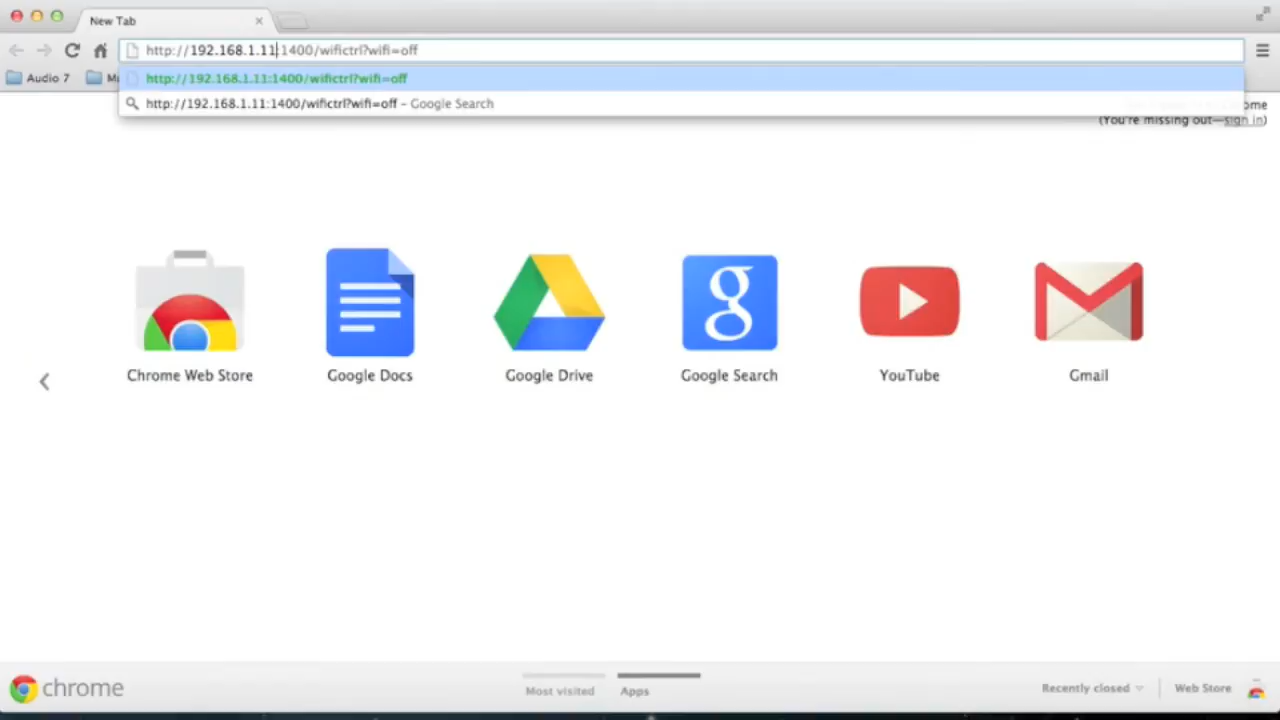 New Tab
http://192.168.1.11:1400/wifictrl?wifi=off
Audio 7
http://192.168.1.11:1400/wifictrl?wifi=off
http://192.168.1.11:1400/wifictrl?wifi=off – Google Search
(You're missing out—sign in)
Chrome Web Store
Google Docs
Google Drive
Google Search
YouTube
Gmail
chrome
Most visited
Apps
Recently closed
Web Store